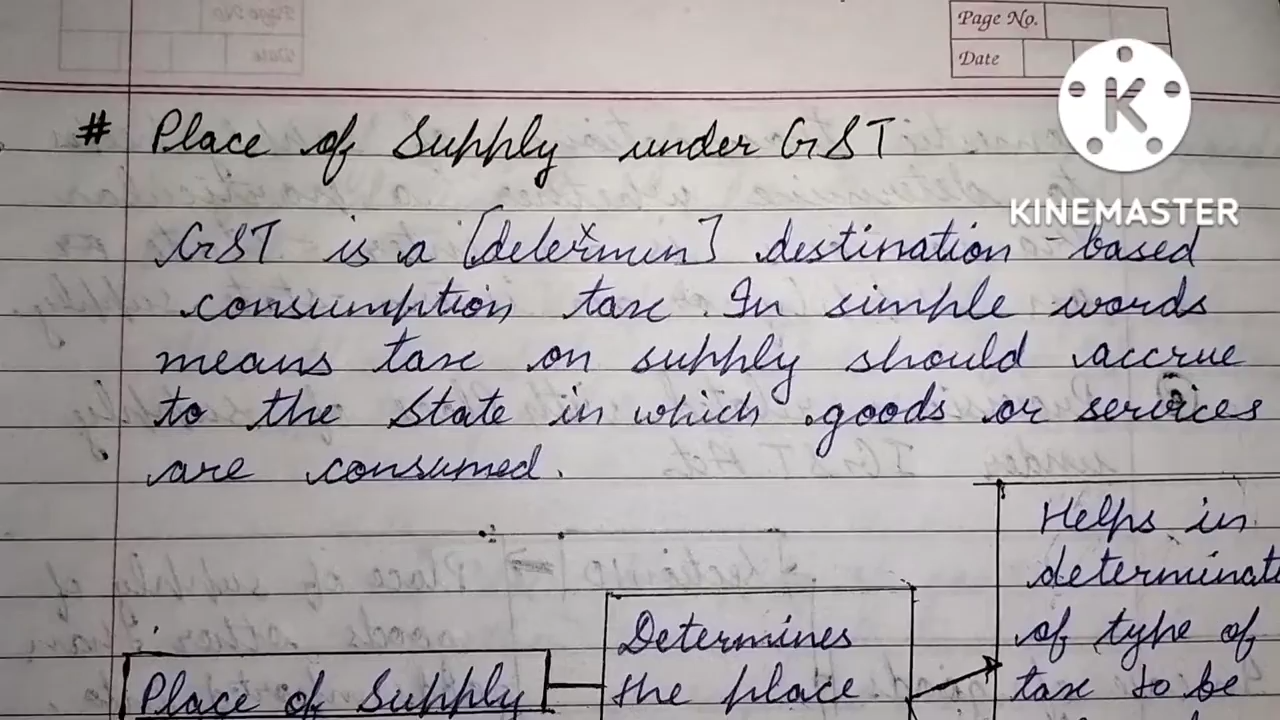 Page No.
Date
KINEMASTER
# Place of Supply under GST
GST is a [determin] destination-based
consumption tax. In simple words
means tax on supply should accrue
to the State in which goods or services
are consumed.
Place of Supply
Determines
the place
Helps in
determinate
of type of
tax to be